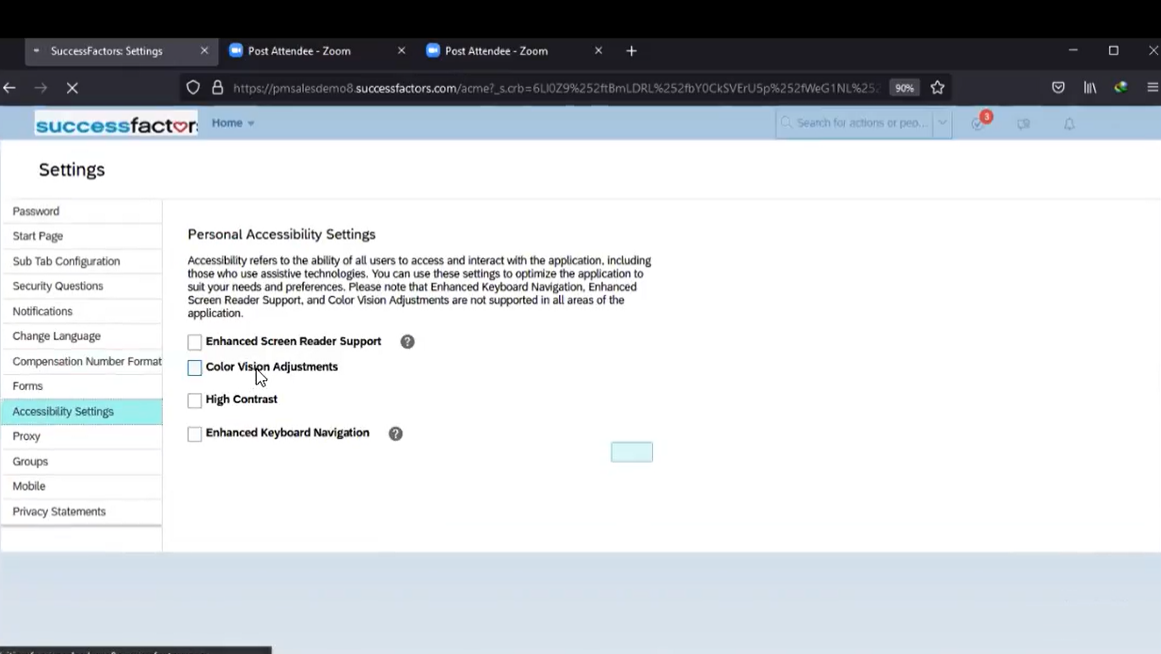 SuccessFactors: Settings
Post Attendee - Zoom
Post Attendee - Zoom
https://pmsalesdemo8.successfactors.com/acme?_s.crb=6LI0Z9%252ftBmLDRL%252fbY0CkSVErU5p%252fWeG1NL%25
90%
successfactors
Home
Search for actions or peo...
3
Settings
Password
Start Page
Sub Tab Configuration
Security Questions
Notifications
Change Language
Compensation Number Format
Forms
Accessibility Settings
Proxy
Groups
Mobile
Privacy Statements
Personal Accessibility Settings
Accessibility refers to the ability of all users to access and interact with the application, including
those who use assistive technologies. You can use these settings to optimize the application to
suit your needs and preferences. Please note that Enhanced Keyboard Navigation, Enhanced
Screen Reader Support, and Color Vision Adjustments are not supported in all areas of the
application.
Enhanced Screen Reader Support ?
Color Vision Adjustments
High Contrast
Enhanced Keyboard Navigation ?